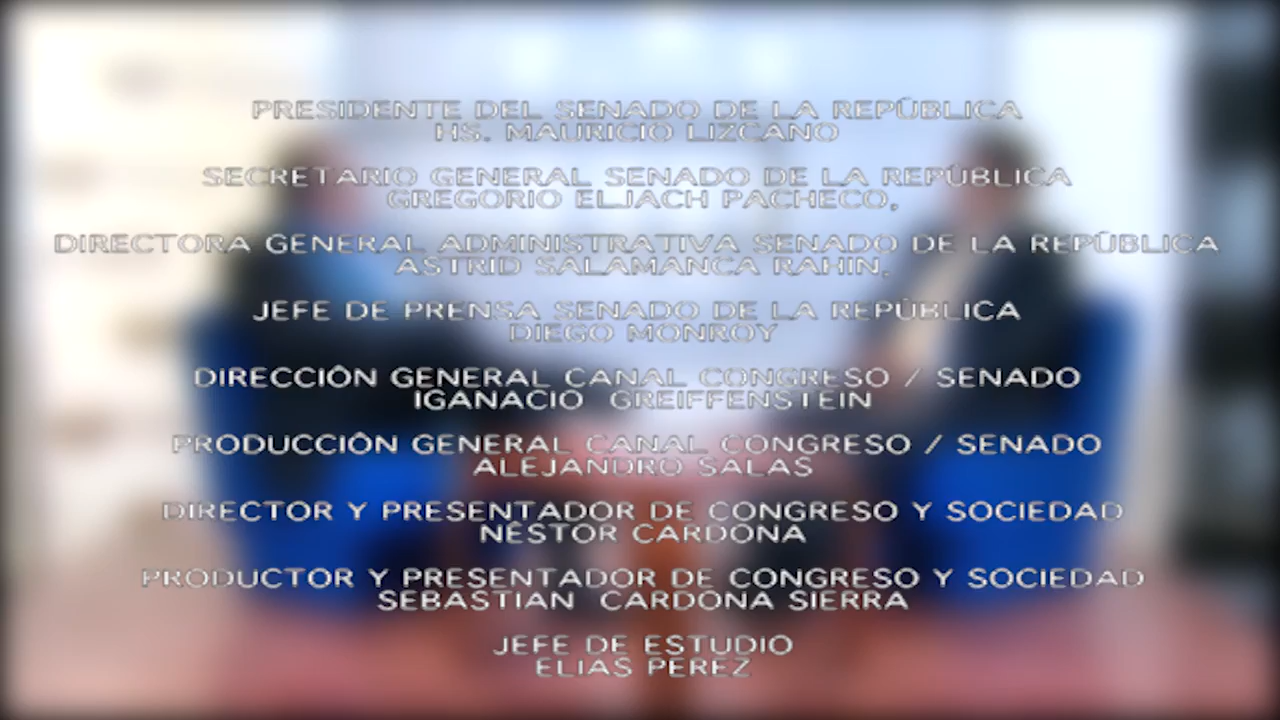 PRESIDENTE DEL SENADO DE LA REPÚBLICA
HS. MAURICIO LIZCANO
SECRETARIO GENERAL SENADO DE LA REPÚBLICA
GREGORIO ELJACH PACHECO,
DIRECTORA GENERAL ADMINISTRATIVA SENADO DE LA REPÚBLICA
ASTRID SALAMANCA RAHIN,
JEFE DE PRENSA SENADO DE LA REPÚBLICA
DIEGO MONROY
DIRECCIÓN GENERAL CANAL CONGRESO / SENADO
IGANACIO GREIFFENSTEIN
PRODUCCIÓN GENERAL CANAL CONGRESO / SENADO
ALEJANDRO SALAS
DIRECTOR Y PRESENTADOR DE CONGRESO Y SOCIEDAD
NÉSTOR CARDONA
PRODUCTOR Y PRESENTADOR DE CONGRESO Y SOCIEDAD
SEBASTIAN CARDONA SIERRA
JEFE DE ESTUDIO
ELIAS PEREZ